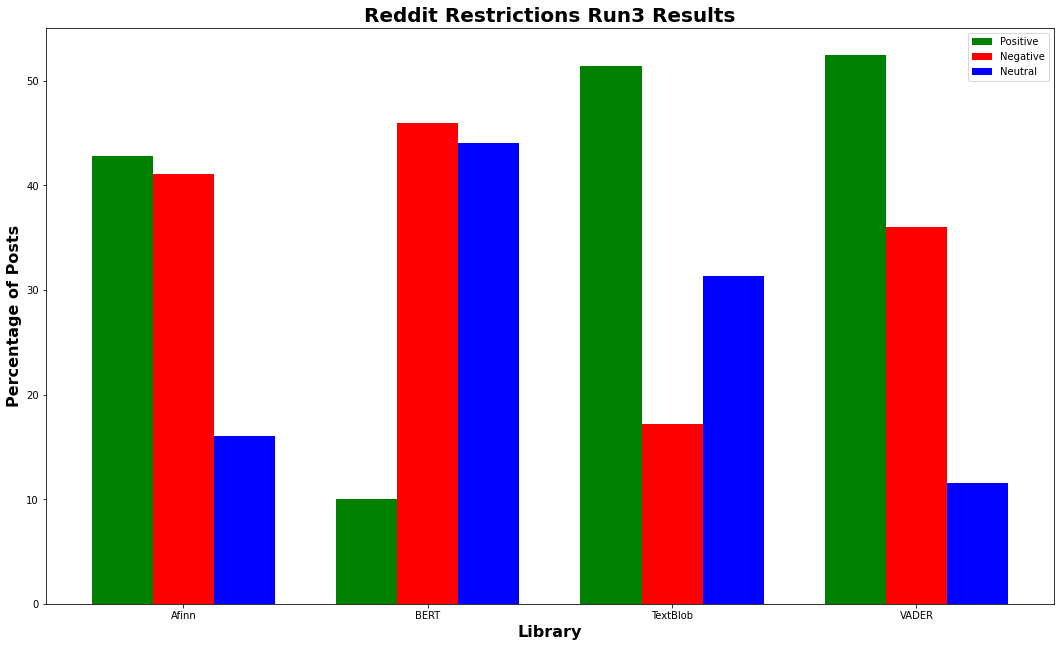 Reddit Restrictions Run3 Results
Positive
Negative
Neutral
Percentage of Posts
50
40
30
20
10
0
Afinn BERT TextBlob VADER
Library